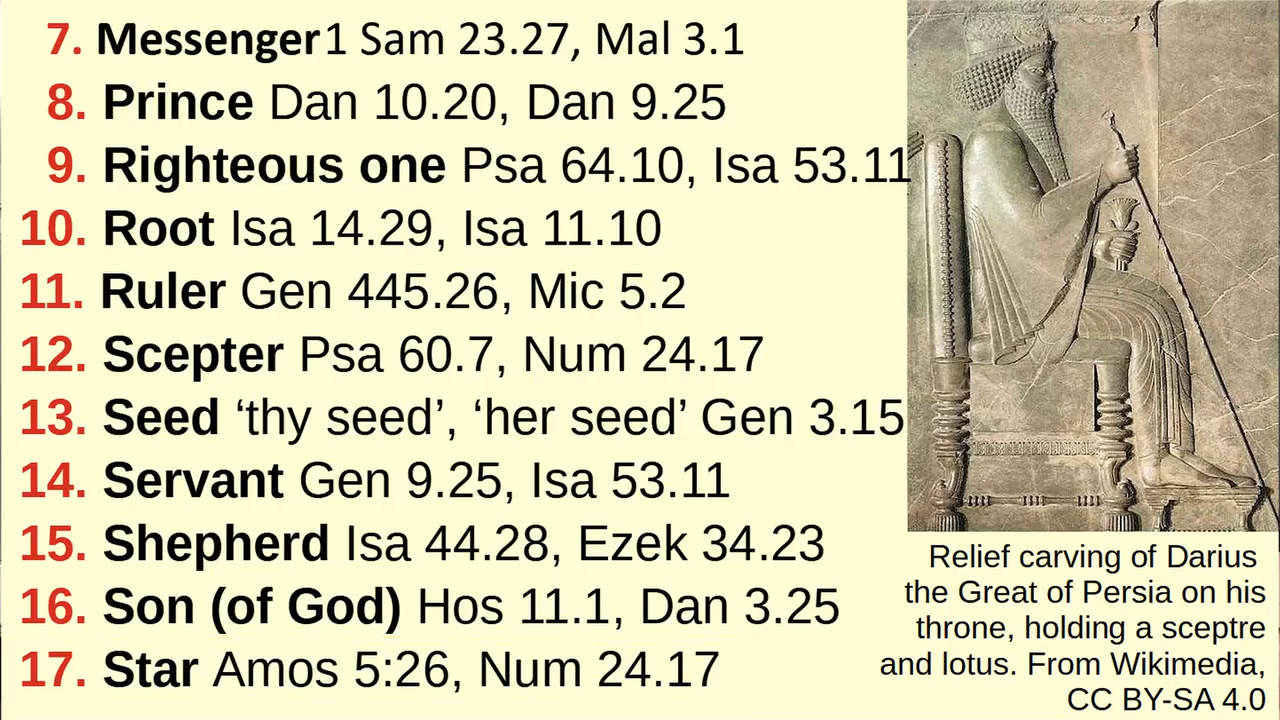 7. Messenger1 Sam 23.27, Mal 3.1
8. Prince Dan 10.20, Dan 9.25
9. Righteous one Psa 64.10, Isa 53.11
10. Root Isa 14.29, Isa 11.10
11. Ruler Gen 445.26, Mic 5.2
12. Scepter Psa 60.7, Num 24.17
13. Seed ‘thy seed’, ‘her seed’ Gen 3.15
14. Servant Gen 9.25, Isa 53.11
15. Shepherd Isa 44.28, Ezek 34.23
16. Son (of God) Hos 11.1, Dan 3.25
17. Star Amos 5:26, Num 24.17
Relief carving of Darius
the Great of Persia on his
throne, holding a sceptre
and lotus. From Wikimedia,
CC BY-SA 4.0